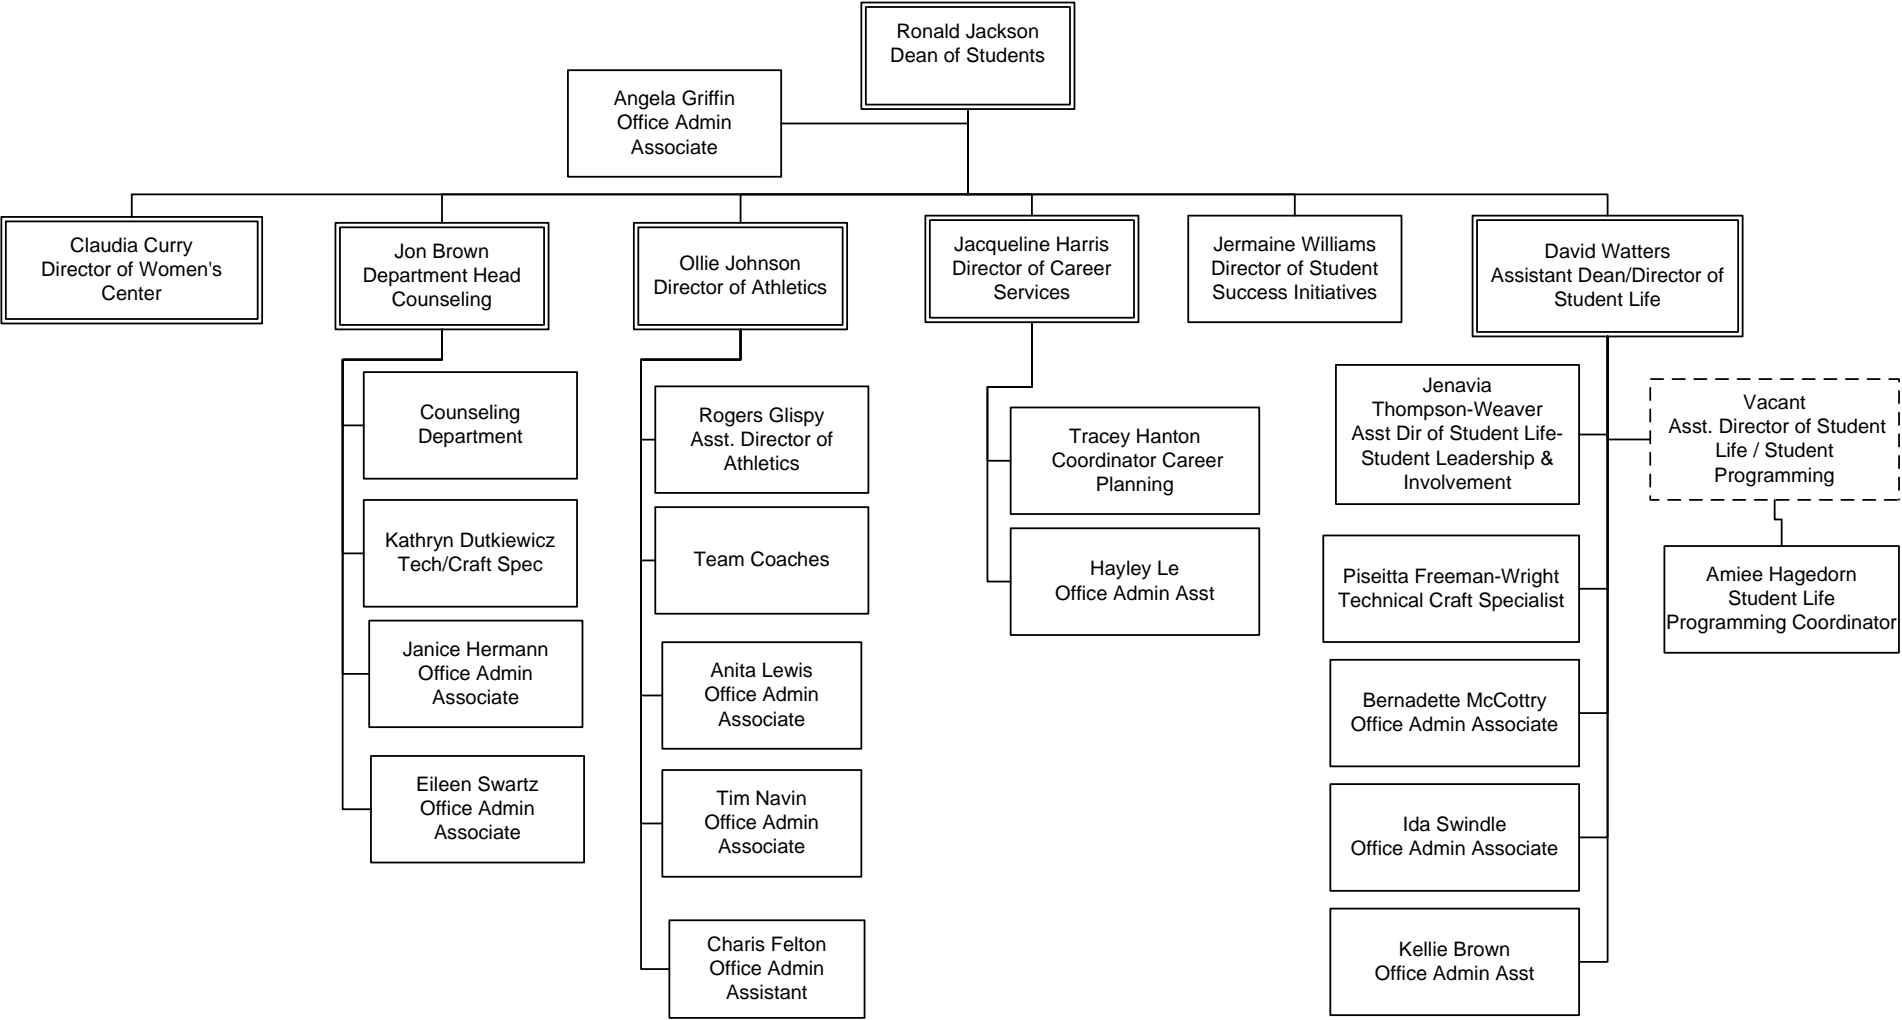 Ronald Jackson
Dean of Students
Angela Griffin
Office Admin
Associate
Claudia Curry
Director of Women's
Center
Jon Brown
Department Head
Counseling
Ollie Johnson
Director of Athletics
Jacqueline Harris
Director of Career
Services
Jermaine Williams
Director of Student
Success Initiatives
David Watters
Assistant Dean/Director of
Student Life
Counseling
Department
Kathryn Dutkiewicz
Tech/Craft Spec
Janice Hermann
Office Admin
Associate
Eileen Swartz
Office Admin
Associate
Rogers Glispy
Asst. Director of
Athletics
Team Coaches
Anita Lewis
Office Admin
Associate
Tim Navin
Office Admin
Associate
Charis Felton
Office Admin
Assistant
Tracey Hanton
Coordinator Career
Planning
Hayley Le
Office Admin Asst
Jenavia
Thompson-Weaver
Asst Dir of Student Life-
Student Leadership &
Involvement
Piseitta Freeman-Wright
Technical Craft Specialist
Bernadette McCottry
Office Admin Associate
Ida Swindle
Office Admin Associate
Kellie Brown
Office Admin Asst
Vacant
Asst. Director of Student
Life / Student
Programming
Amiee Hagedorn
Student Life
Programming Coordinator